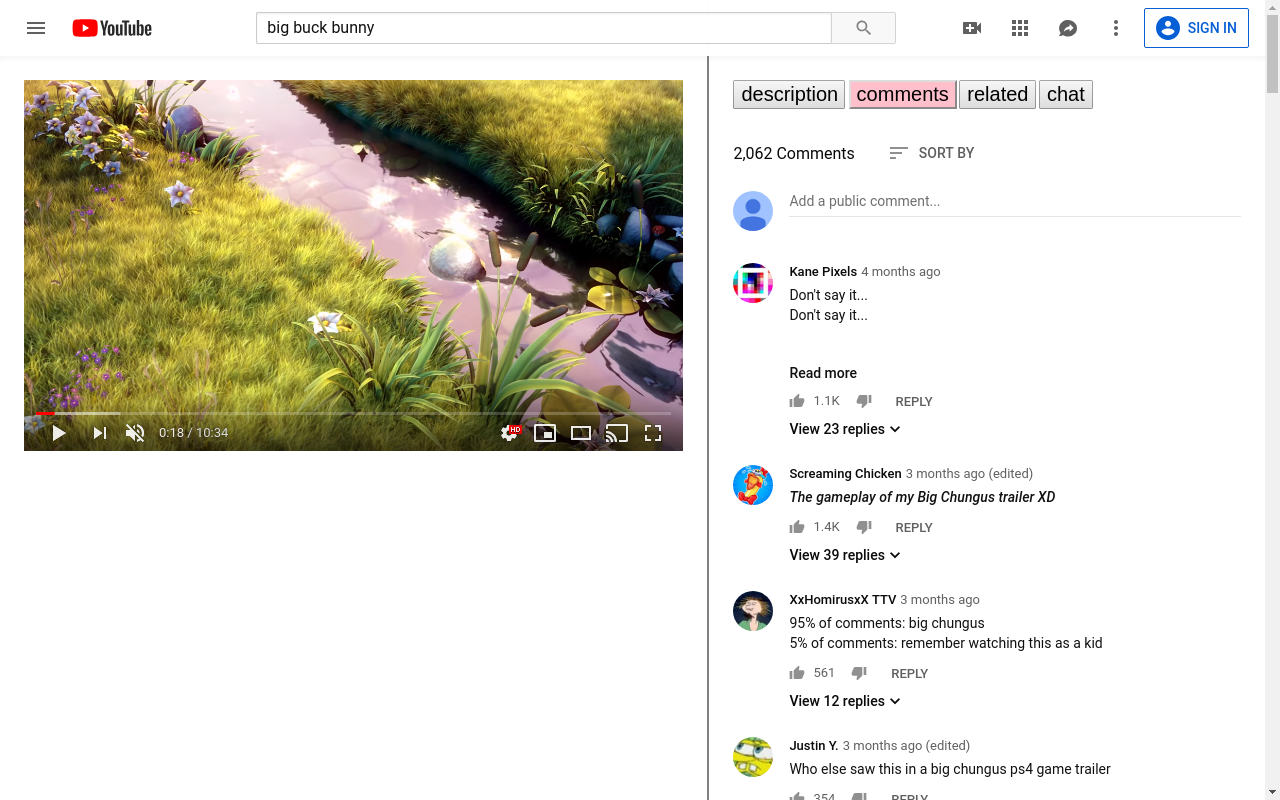 YouTube
big buck bunny
SIGN IN
description
comments
related
chat
2,062 Comments
SORT BY
Add a public comment...
Kane Pixels 4 months ago
Don't say it...
Don't say it...
Read more
1.1K
REPLY
View 23 replies
Screaming Chicken 3 months ago (edited)
The gameplay of my Big Chungus trailer XD
1.4K
REPLY
View 39 replies
XxHomirusxX TTV 3 months ago
95% of comments: big chungus
5% of comments: remember watching this as a kid
561
REPLY
View 12 replies
Justin Y. 3 months ago (edited)
Who else saw this in a big chungus ps4 game trailer
354
REPLY
0:18 / 10:34
HD